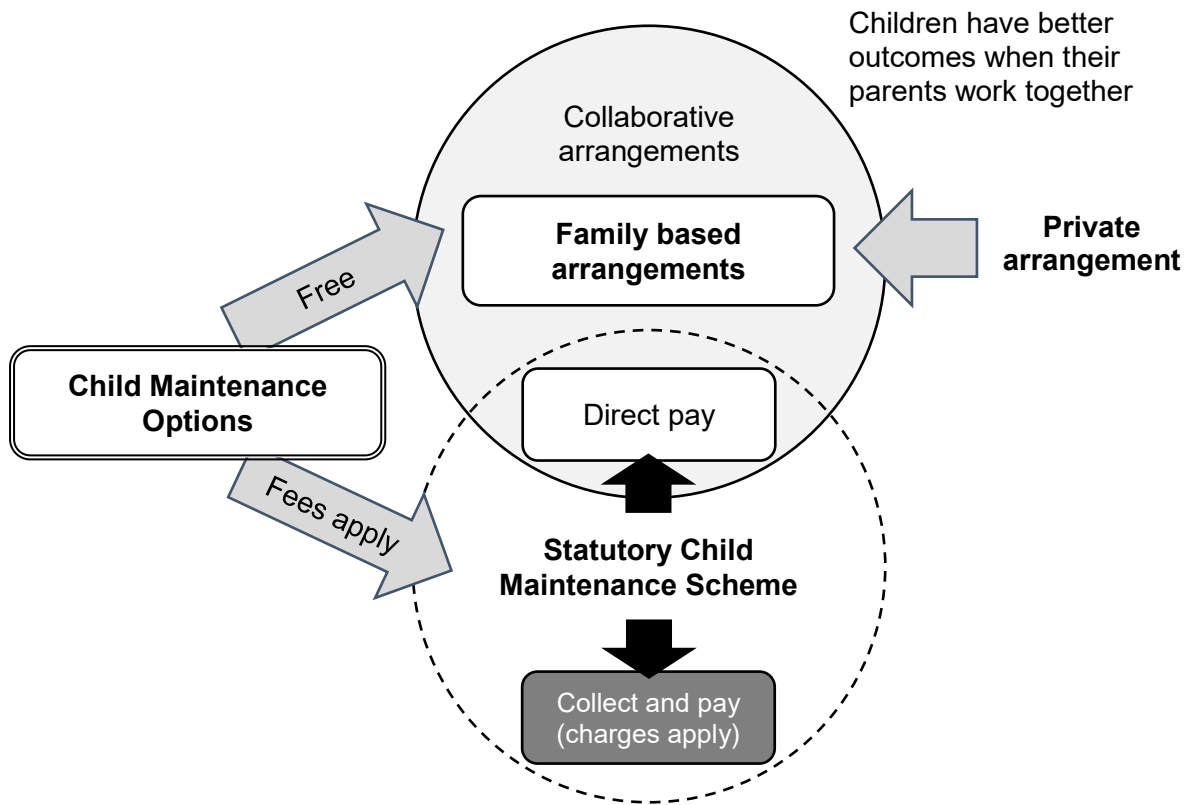 Children have better
outcomes when their
parents work together
Collaborative
arrangements
Family based
arrangements
Private
arrangement
Free
Child Maintenance
Options
Direct pay
Fees apply
Statutory Child
Maintenance Scheme
Collect and pay
(charges apply)